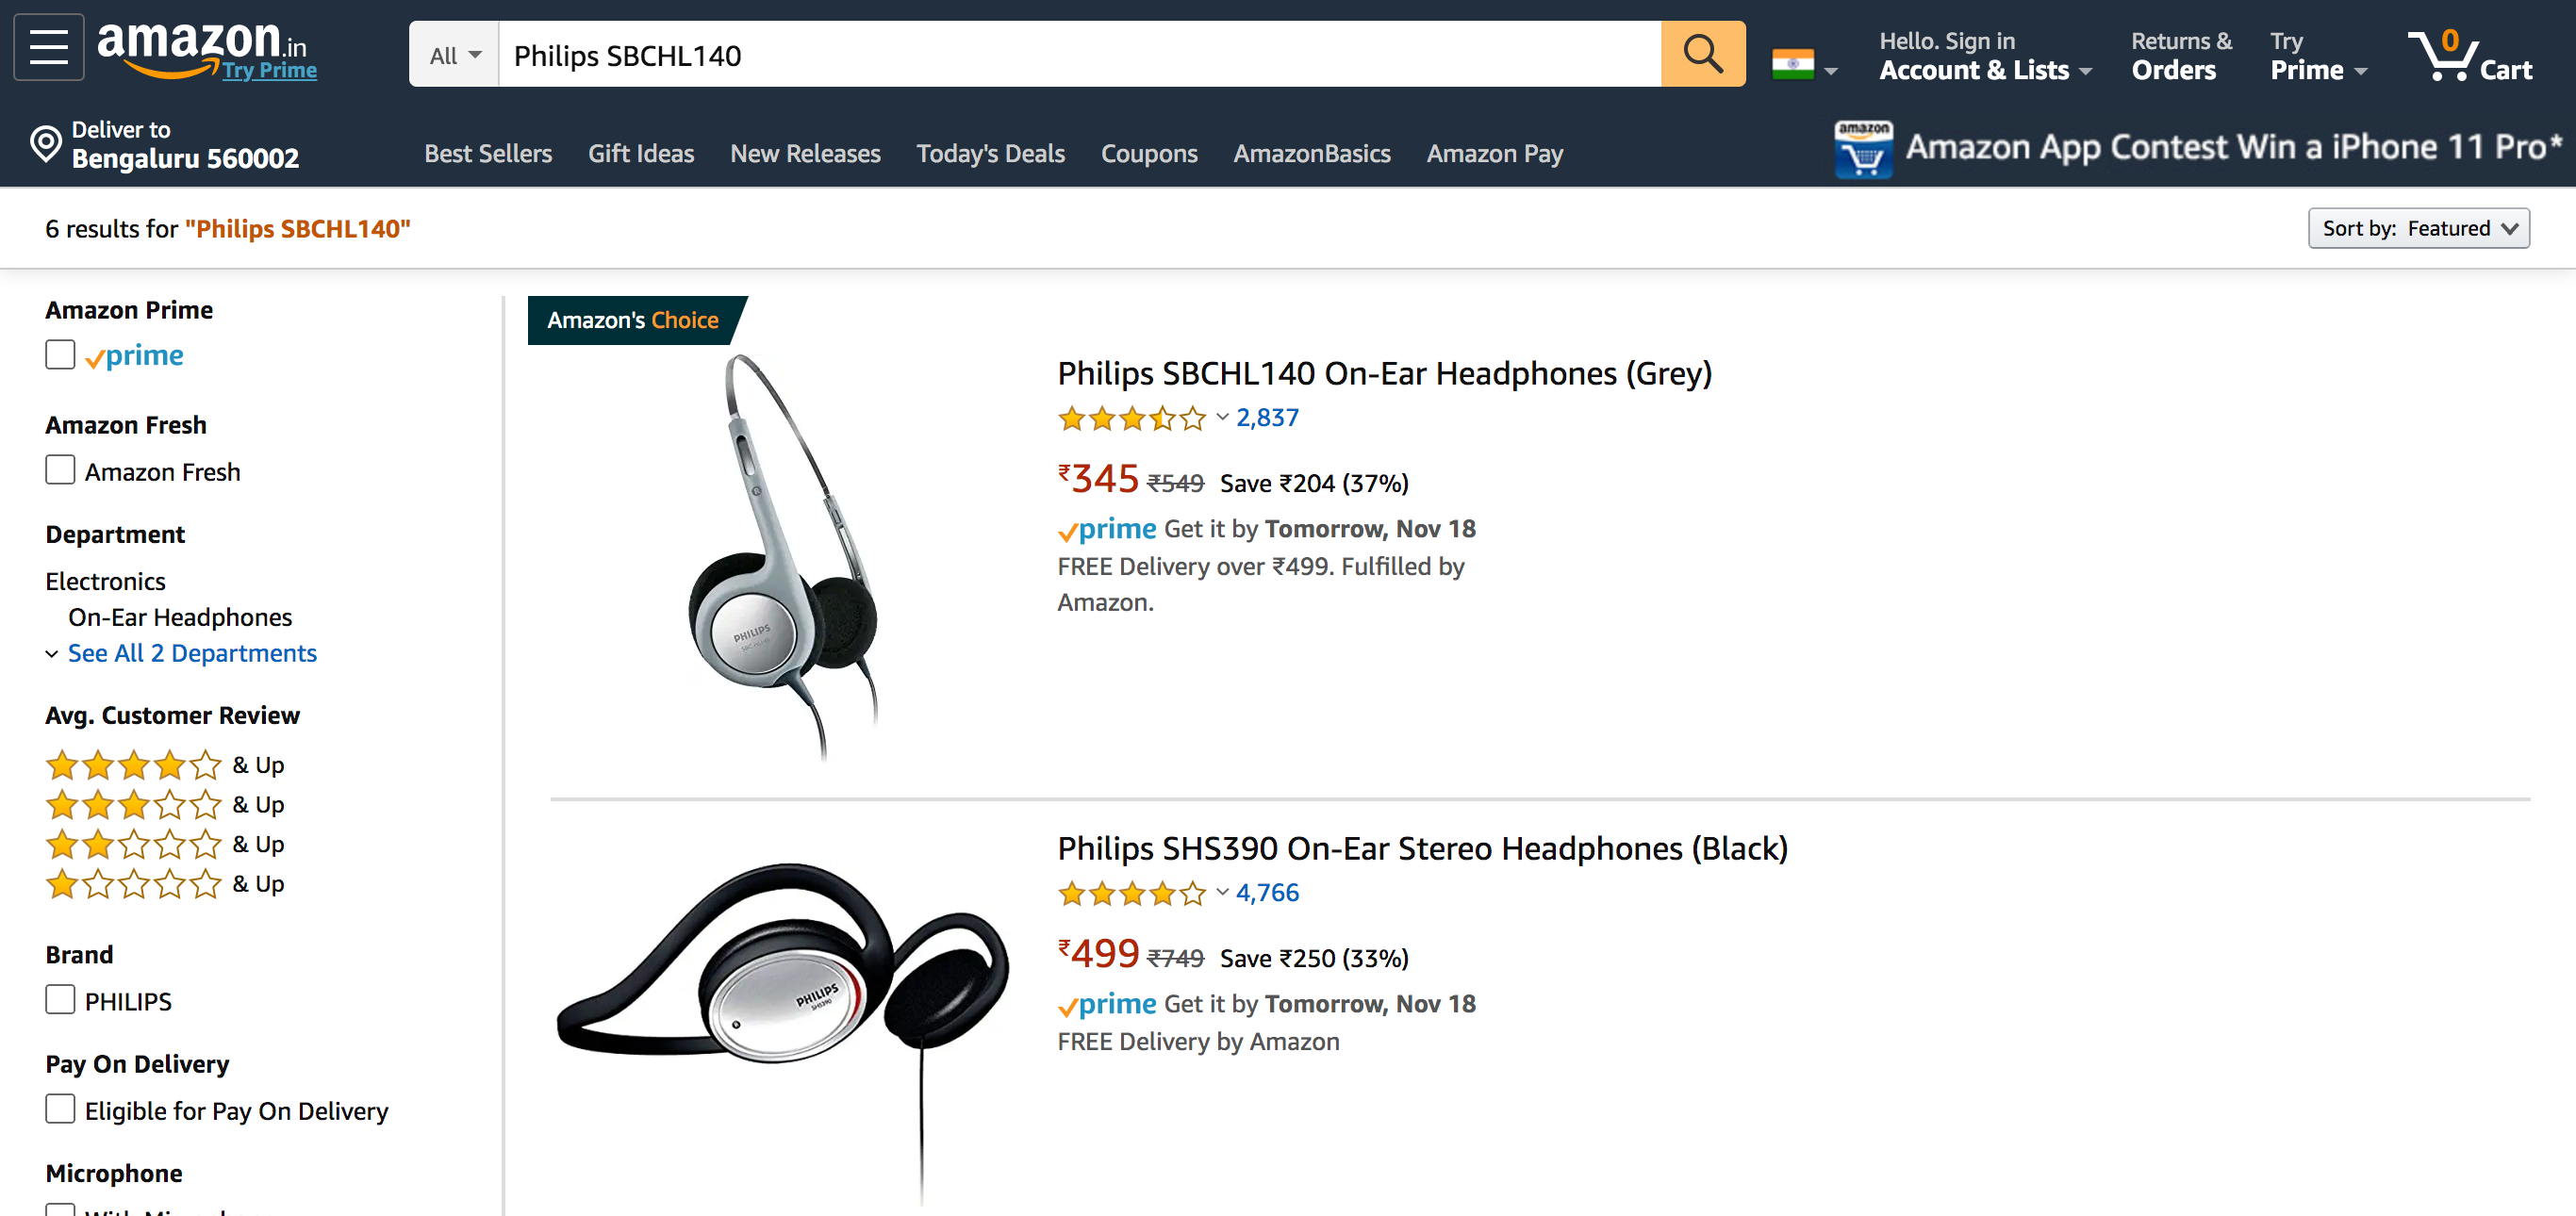 amazon.in
Try Prime
All
Philips SBCHL140
Hello. Sign in
Account & Lists
Returns &
Orders
Try
Prime
0
Cart
Deliver to
Bengaluru 560002
Best Sellers
Gift Ideas
New Releases
Today's Deals
Coupons
AmazonBasics
Amazon Pay
amazon
Amazon App Contest Win a iPhone 11 Pro*
6 results for "Philips SBCHL140"
Sort by: Featured
Amazon Prime
prime
Amazon Fresh
Amazon Fresh
Department
Electronics
On-Ear Headphones
See All 2 Departments
Avg. Customer Review
& Up
& Up
& Up
& Up
Brand
PHILIPS
Pay On Delivery
Eligible for Pay On Delivery
Microphone
Amazon's Choice
PHILIPS
Philips SBCHL140 On-Ear Headphones (Grey)
2,837
₹345 ₹549 Save ₹204 (37%)
prime Get it by Tomorrow, Nov 18
FREE Delivery over ₹499. Fulfilled by
Amazon.
PHILIPS
SHS390
Philips SHS390 On-Ear Stereo Headphones (Black)
4,766
₹499 ₹749 Save ₹250 (33%)
prime Get it by Tomorrow, Nov 18
FREE Delivery by Amazon